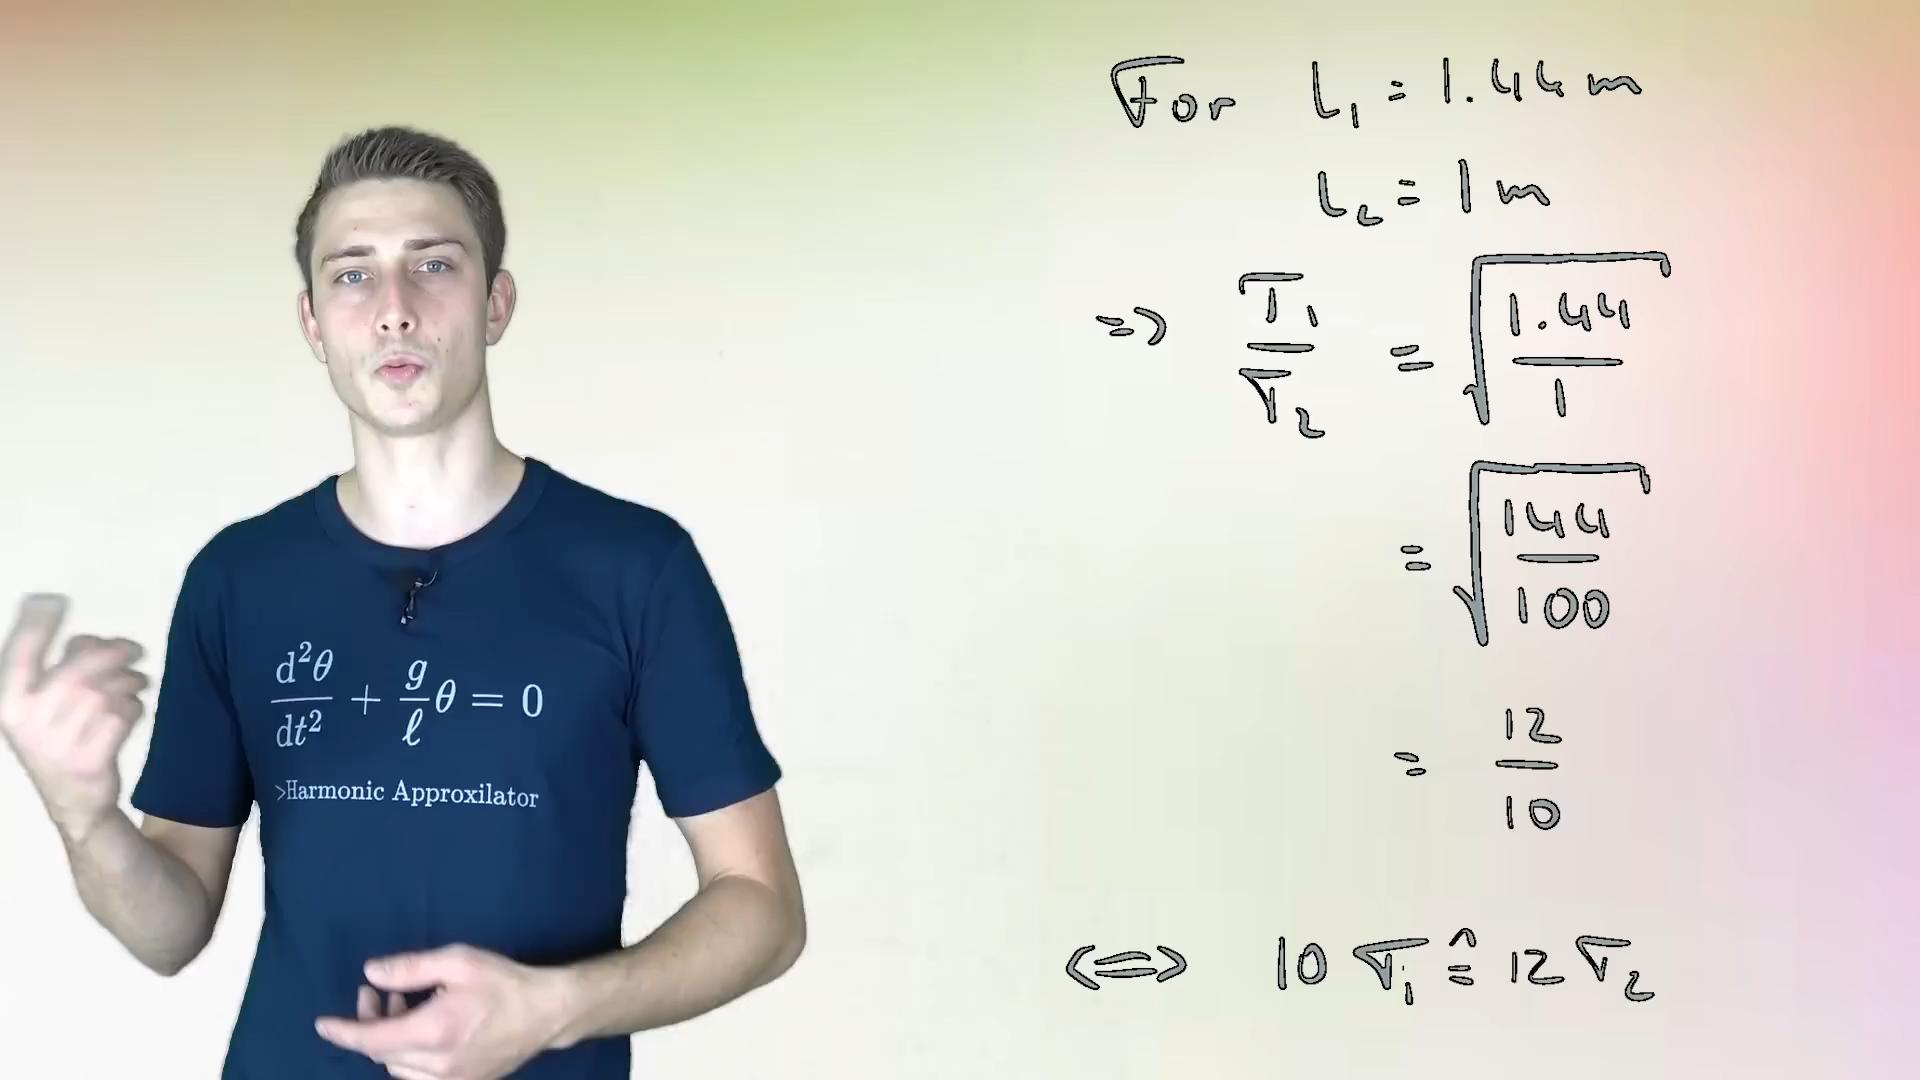 For l₁ = 1.44 m
l₂ = 1 m
=> T₁/T₂ = √(1.44/1)
= √(144/100)
= 12/10
<=> 10 T₁ ≙ 12 T₂
d²θ/dt² + g/ℓ θ = 0
>Harmonic Approxilator